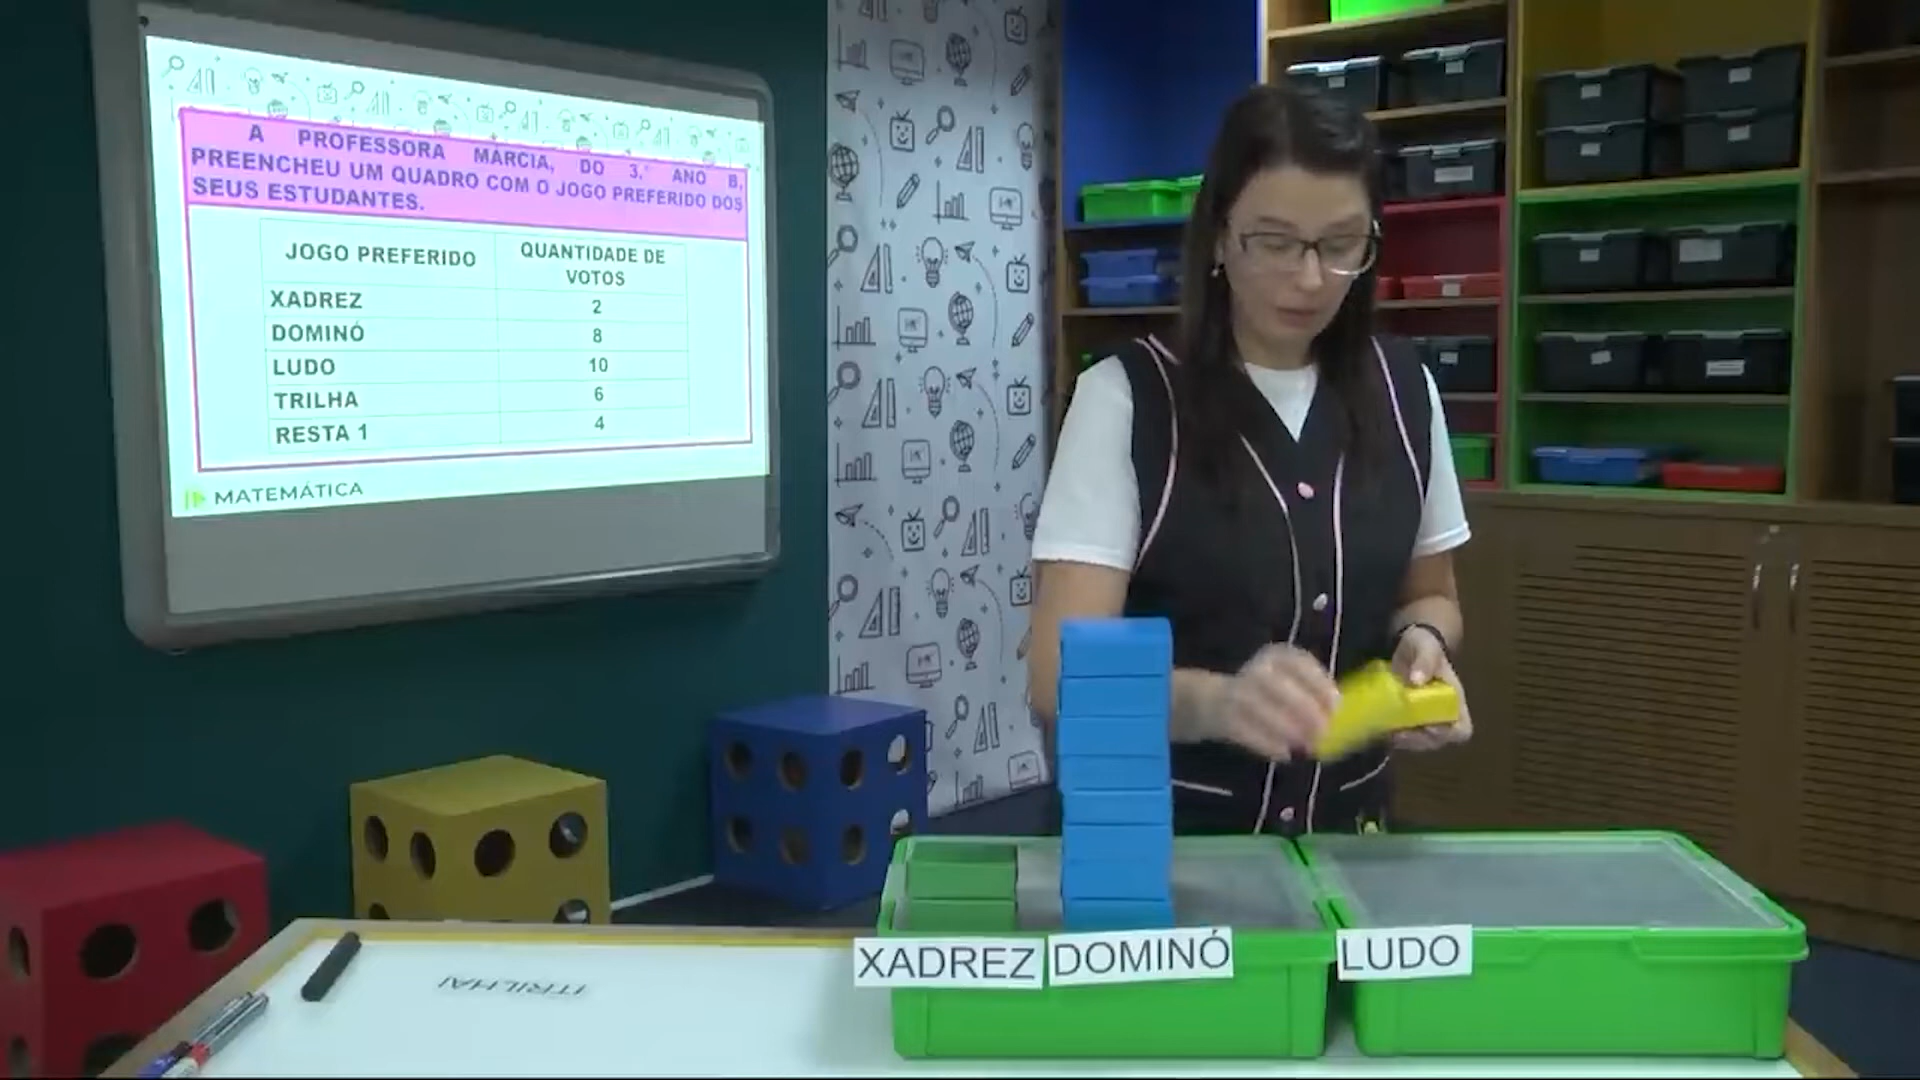 A PROFESSORA MÁRCIA, DO 3.º ANO B,
PREENCHEU UM QUADRO COM O JOGO PREFERIDO DOS
SEUS ESTUDANTES.
JOGO PREFERIDO QUANTIDADE DE VOTOS
XADREZ 2
DOMINÓ 8
LUDO 10
TRILHA 6
RESTA 1 4
MATEMÁTICA
XADREZ DOMINÓ LUDO
TRILHA